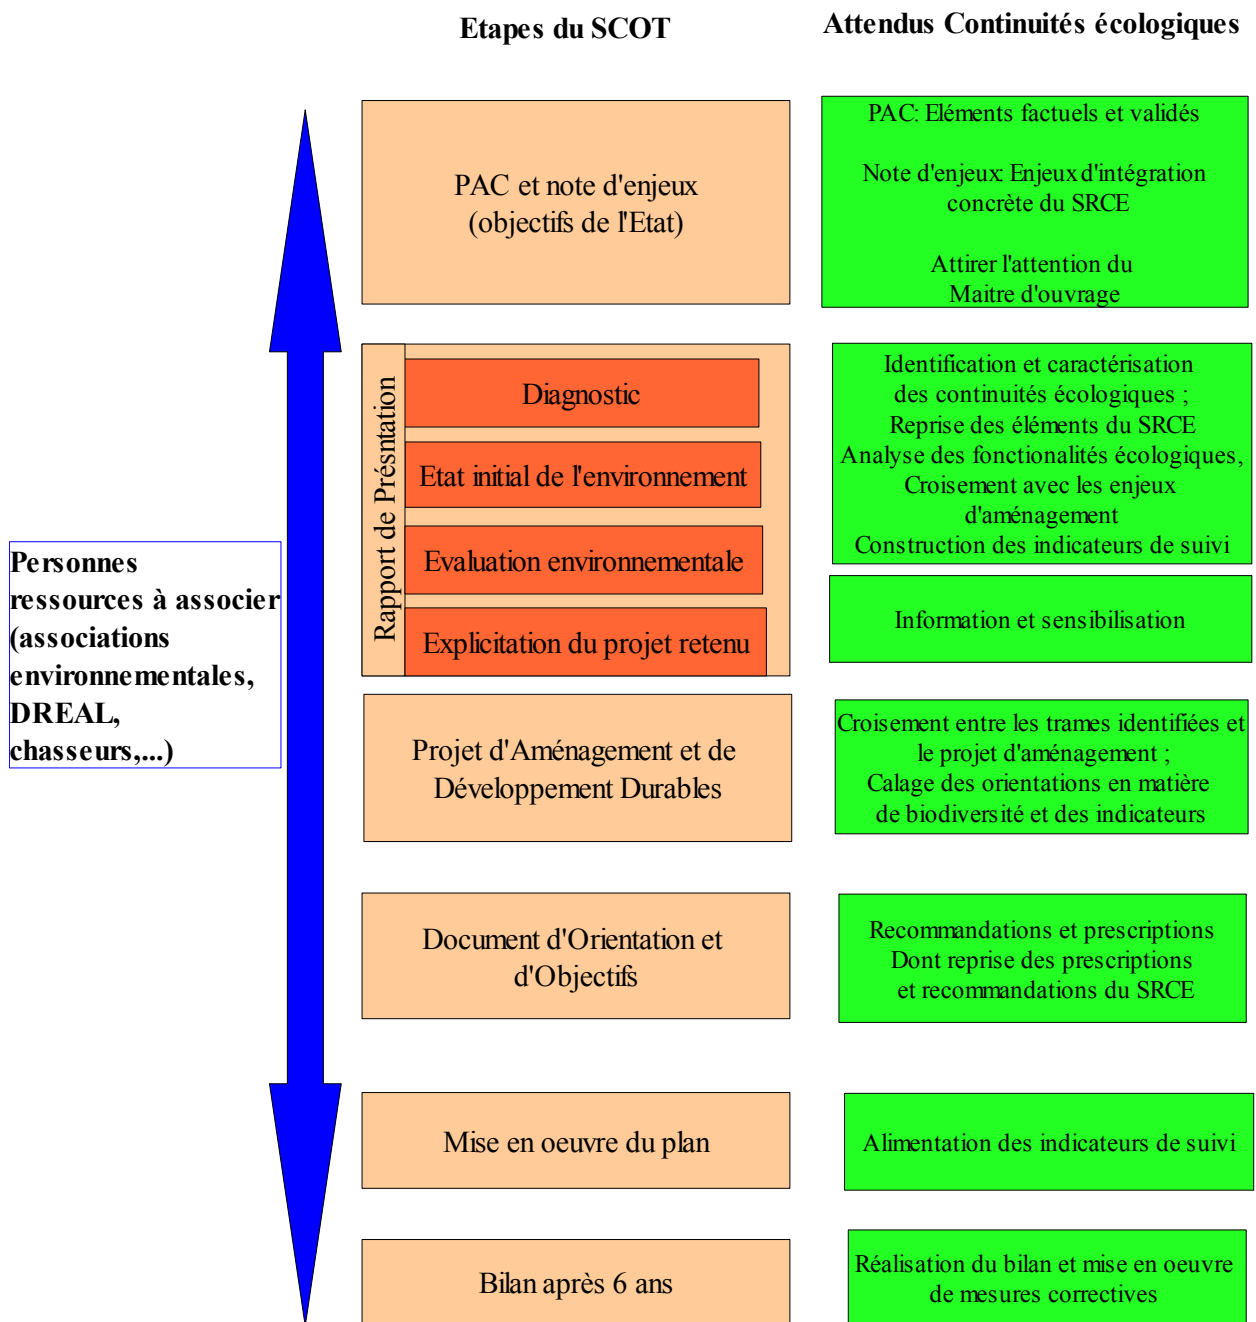 Etapes du SCOT
Attendus Continuités écologiques
PAC et note d'enjeux
(objectifs de l'Etat)
PAC: Eléments factuels et validés
Note d'enjeux: Enjeux d'intégration
concrète du SRCE
Attirer l'attention du
Maitre d'ouvrage
Rapport de Présntation
Diagnostic
Etat initial de l'environnement
Evaluation environnementale
Explicitation du projet retenu
Identification et caractérisation
des continuités écologiques ;
Reprise des éléments du SRCE
Analyse des fonctionalités écologiques,
Croisement avec les enjeux
d'aménagement
Construction des indicateurs de suivi
Information et sensibilisation
Personnes
ressources à associer
(associations
environnementales,
DREAL,
chasseurs,...)
Projet d'Aménagement et de
Développement Durables
Croisement entre les trames identifiées et
le projet d'aménagement ;
Calage des orientations en matière
de biodiversité et des indicateurs
Document d'Orientation et
d'Objectifs
Recommandations et prescriptions
Dont reprise des prescriptions
et recommandations du SRCE
Mise en oeuvre du plan
Alimentation des indicateurs de suivi
Bilan après 6 ans
Réalisation du bilan et mise en oeuvre
de mesures correctives